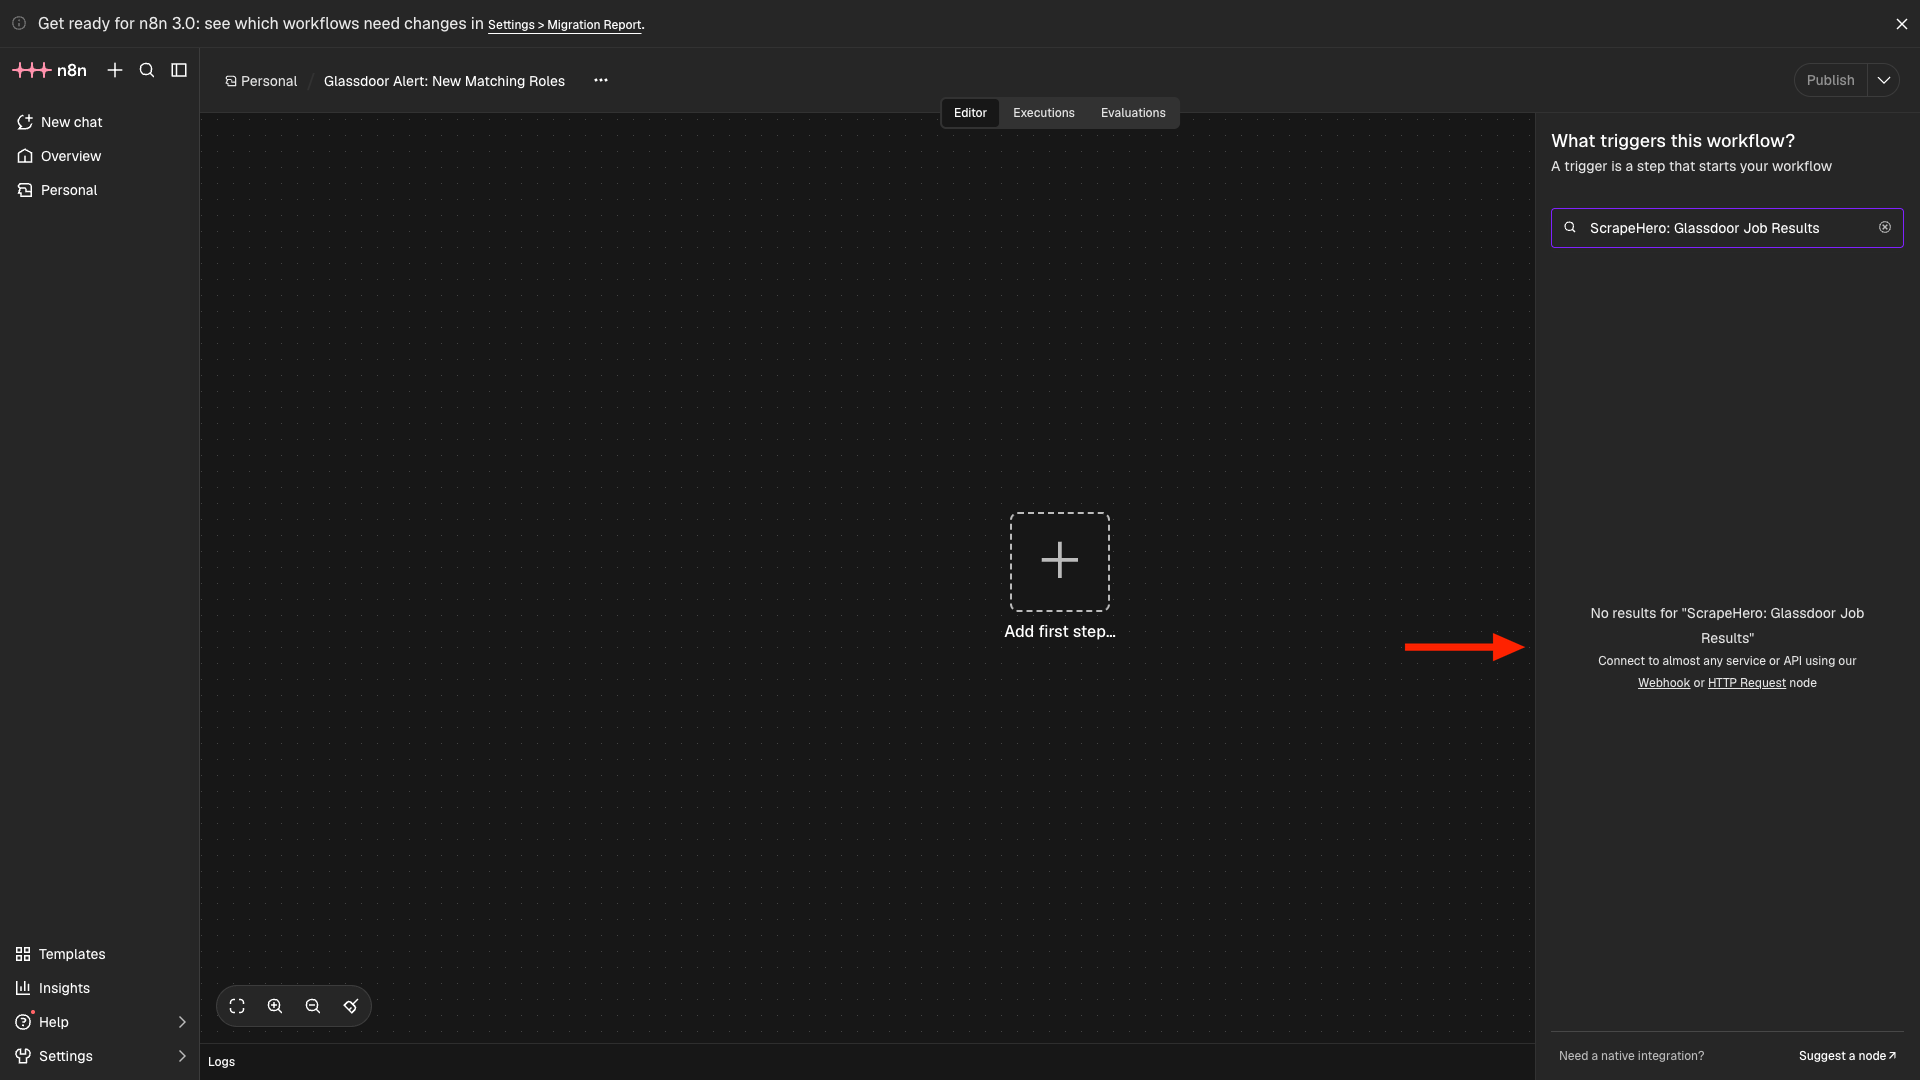 Get ready for n8n 3.0: see which workflows need changes in Settings > Migration Report.
n8n
Personal / Glassdoor Alert: New Matching Roles
Publish
Editor
Executions
Evaluations
New chat
Overview
Personal
What triggers this workflow?
A trigger is a step that starts your workflow
ScrapeHero: Glassdoor Job Results
Add first step...
No results for "ScrapeHero: Glassdoor Job
Results"
Connect to almost any service or API using our
Webhook or HTTP Request node
Templates
Insights
Help
Settings
Logs
Need a native integration?
Suggest a node